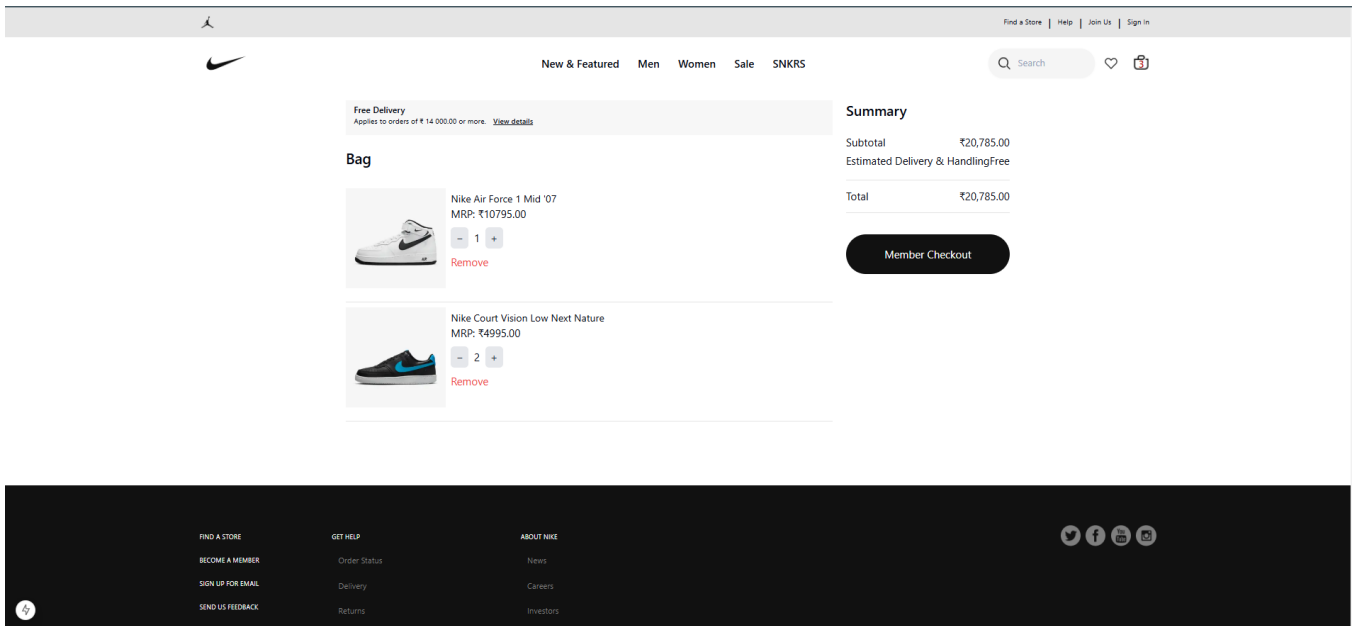 Find a Store | Help | Join Us | Sign In
New & Featured Men Women Sale SNKRS
Search
3
Free Delivery
Applies to orders of ₹ 14 000.00 or more. View details
Bag
Nike Air Force 1 Mid '07
MRP: ₹10795.00
− 1 +
Remove
Nike Court Vision Low Next Nature
MRP: ₹4995.00
− 2 +
Remove
Summary
Subtotal ₹20,785.00
Estimated Delivery & HandlingFree
Total ₹20,785.00
Member Checkout
FIND A STORE
BECOME A MEMBER
SIGN UP FOR EMAIL
SEND US FEEDBACK
GET HELP
Order Status
Delivery
Returns
ABOUT NIKE
News
Careers
Investors
You
Tube